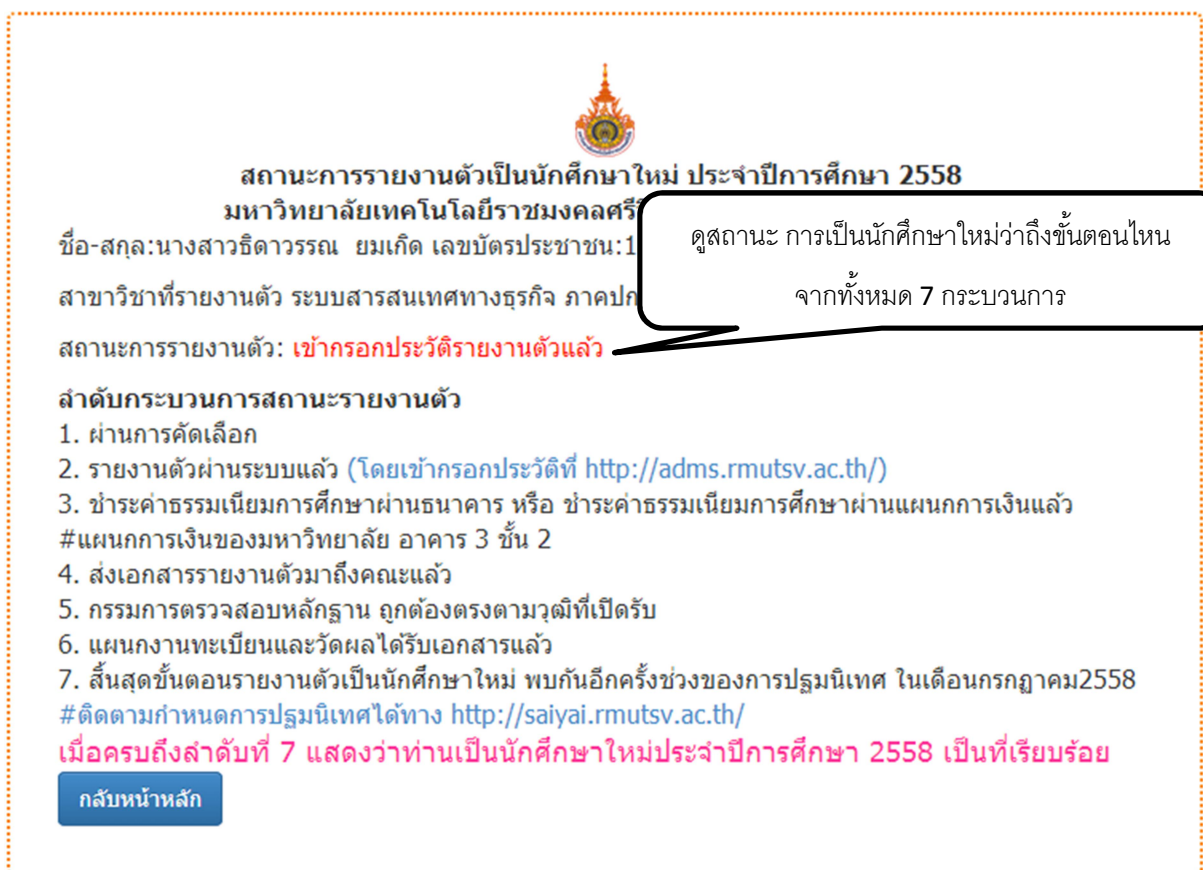 สถานะการรายงานตัวเป็นนักศึกษาใหม่ ประจำปีการศึกษา 2558
มหาวิทยาลัยเทคโนโลยีราชมงคลศรี
ชื่อ-สกุล:นางสาวธิดาวรรณ ยมเกิด เลขบัตรประชาชน:1
สาขาวิชาที่รายงานตัว ระบบสารสนเทศทางธุรกิจ ภาคปก
ดูสถานะ การเป็นนักศึกษาใหม่ว่าถึงขั้นตอนไหน
จากทั้งหมด 7 กระบวนการ
สถานะการรายงานตัว: เข้ากรอกประวัติรายงานตัวแล้ว
ลำดับกระบวนการสถานะรายงานตัว
1. ผ่านการคัดเลือก
2. รายงานตัวผ่านระบบแล้ว (โดยเข้ากรอกประวัติที่ http://adms.rmutsv.ac.th/)
3. ชำระค่าธรรมเนียมการศึกษาผ่านธนาคาร หรือ ชำระค่าธรรมเนียมการศึกษาผ่านแผนกการเงินแล้ว
#แผนกการเงินของมหาวิทยาลัย อาคาร 3 ชั้น 2
4. ส่งเอกสารรายงานตัวมาถึงคณะแล้ว
5. กรรมการตรวจสอบหลักฐาน ถูกต้องตรงตามวุฒิที่เปิดรับ
6. แผนกงานทะเบียนและวัดผลได้รับเอกสารแล้ว
7. สิ้นสุดขั้นตอนรายงานตัวเป็นนักศึกษาใหม่ พบกันอีกครั้งช่วงของการปฐมนิเทศ ในเดือนกรกฏาคม2558
#ติดตามกำหนดการปฐมนิเทศได้ทาง http://saiyai.rmutsv.ac.th/
เมื่อครบถึงลำดับที่ 7 แสดงว่าท่านเป็นนักศึกษาใหม่ประจำปีการศึกษา 2558 เป็นที่เรียบร้อย
กลับหน้าหลัก